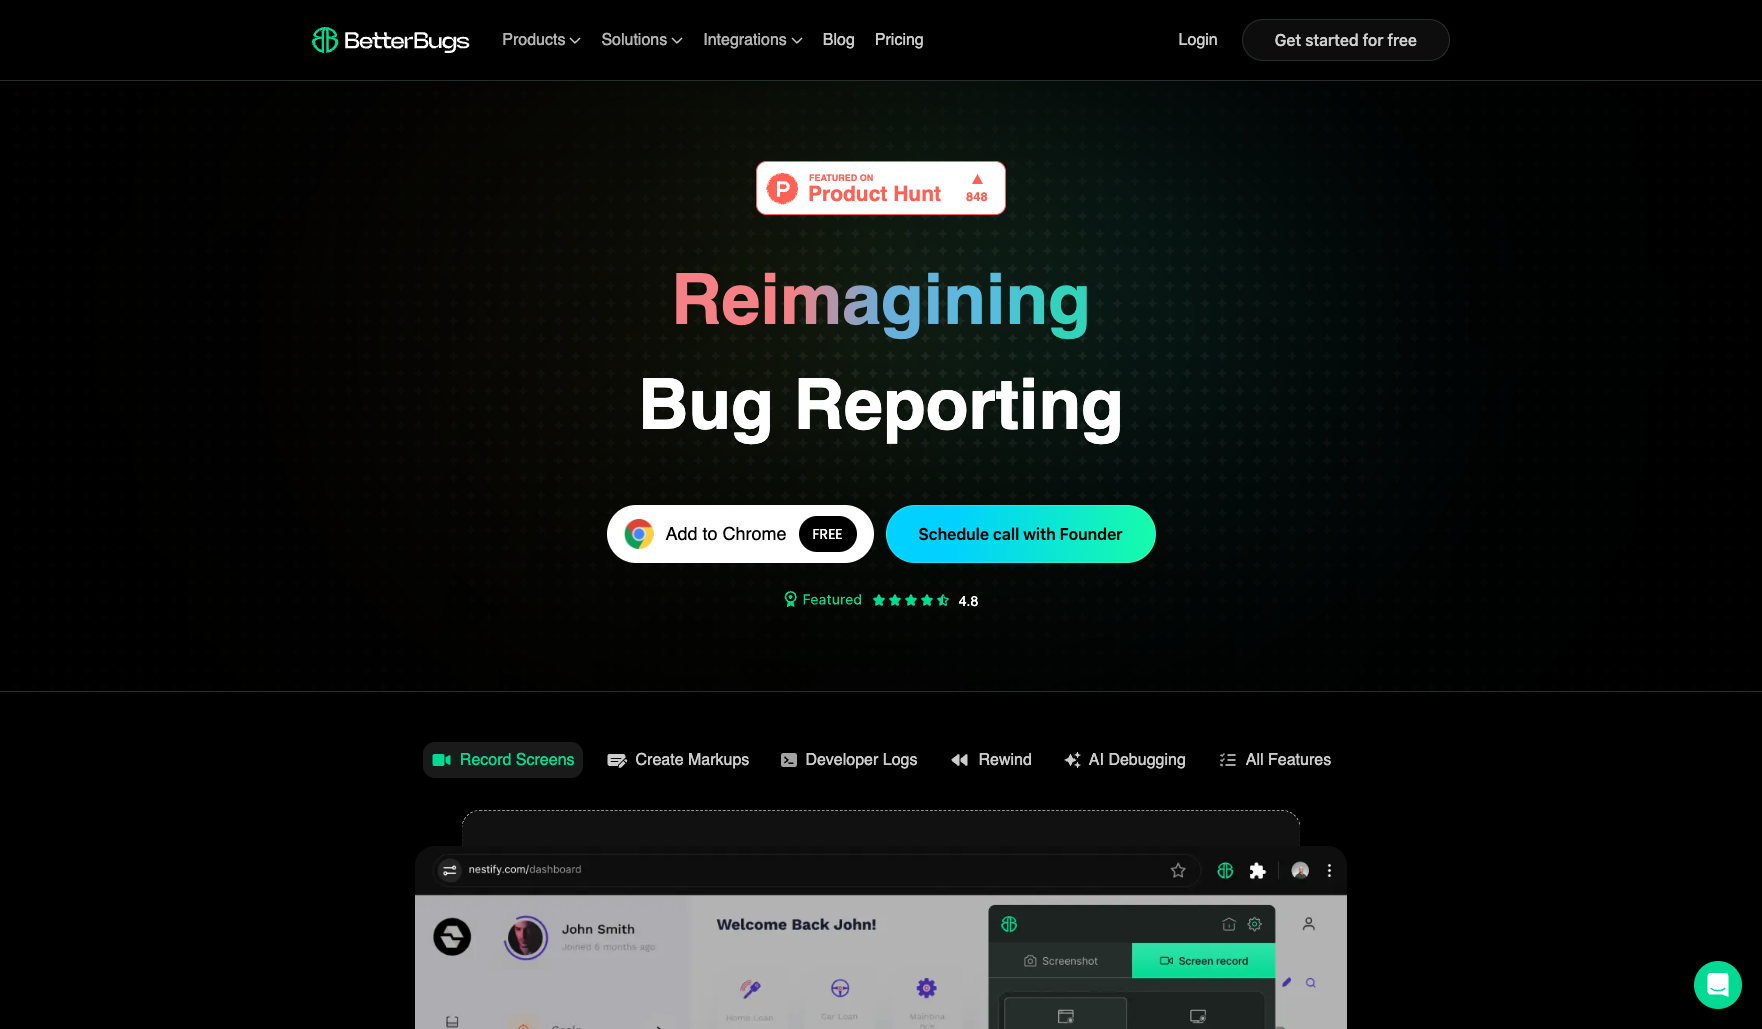 BetterBugs
Products
Solutions
Integrations
Blog
Pricing
Login
Get started for free
FEATURED ON
Product Hunt
848
Reimagining
Bug Reporting
Add to Chrome
FREE
Schedule call with Founder
Featured
4.8
Record Screens
Create Markups
Developer Logs
Rewind
AI Debugging
All Features
nestify.com/dashboard
John Smith
Joined 6 months ago
Welcome Back John!
Screenshot
Screen record
Home Loan
Car Loan